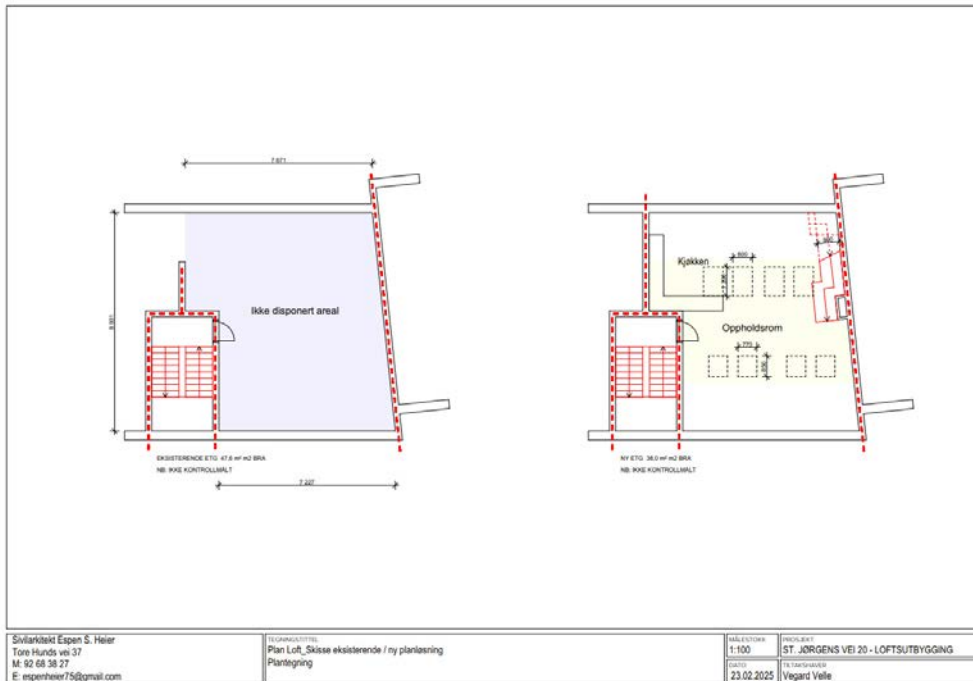 7 671
Ikke disponert areal
EKSISTERENDE ETG 47,6 m² m2 BRA
NB: IKKE KONTROLLMÅLT
7 227
Kjøkken
600
Oppholdsrom
770
NY ETG 36,0 m² m2 BRA
NB: IKKE KONTROLLMÅLT
Sivilarkitekt Espen S. Heier
Tore Hunds vei 37
M: 92 68 38 27
E: espenheier75@gmail.com
TEGNINGSTITTEL
Plan Loft_Skisse eksisterende / ny planløsning
Plantegning
MÅLESTOKK
1:100
DATO
23.02.2025
PROSJEKT
ST. JØRGENS VEI 20 - LOFTSUTBYGGING
TILTAKSHAVER
Vegard Velle